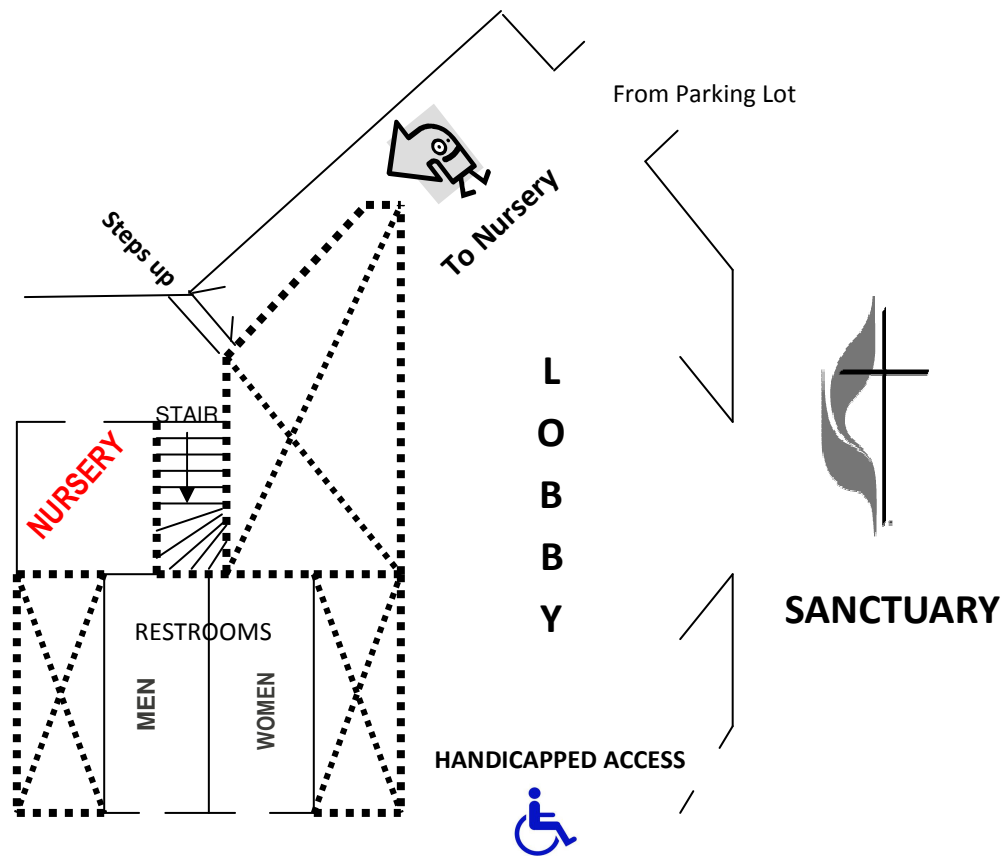 From Parking Lot
To Nursery
Steps up
STAIR
NURSERY
L
O
B
B
Y
SANCTUARY
RESTROOMS
MEN
WOMEN
HANDICAPPED ACCESS